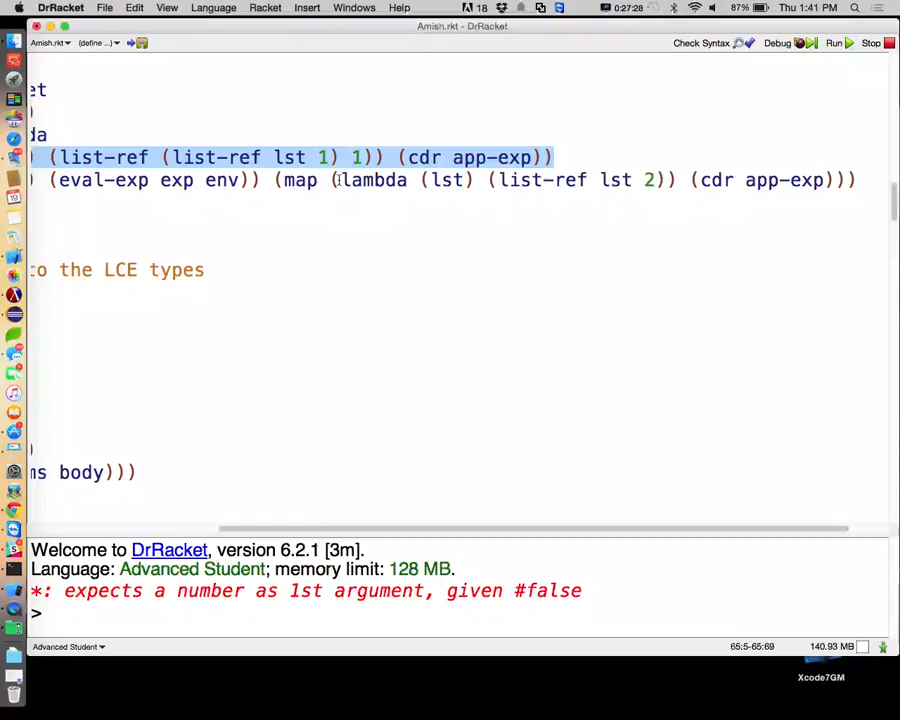 DrRacket File Edit View Language Racket Insert Windows Help 18 0:27:28 87% Thu 1:41 PM
Amish.rkt - DrRacket
Amish.rkt (define ...) Check Syntax Debug Run Stop
et
)
da
) (list-ref (list-ref lst 1) 1)) (cdr app-exp))
) (eval-exp exp env)) (map (lambda (lst) (list-ref lst 2)) (cdr app-exp)))
to the LCE types
)
ms body)))
Welcome to DrRacket, version 6.2.1 [3m].
Language: Advanced Student; memory limit: 128 MB.
*: expects a number as 1st argument, given #false
>
Advanced Student 65:5-65:69 140.93 MB
Xcode7GM